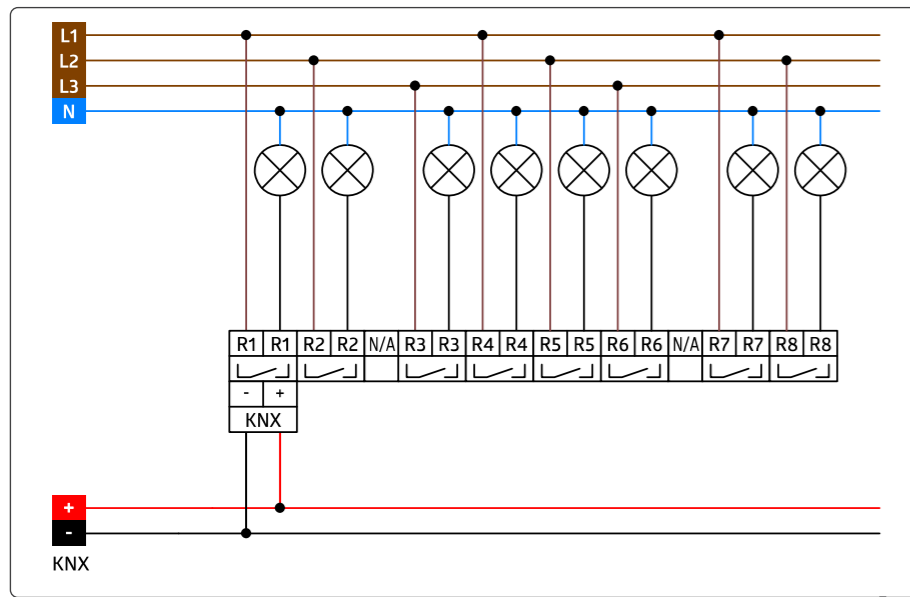 L1
L2
L3
N
R1 R1 R2 R2 N/A R3 R3 R4 R4 R5 R5 R6 R6 N/A R7 R7 R8 R8
- +
KNX
+
-
KNX